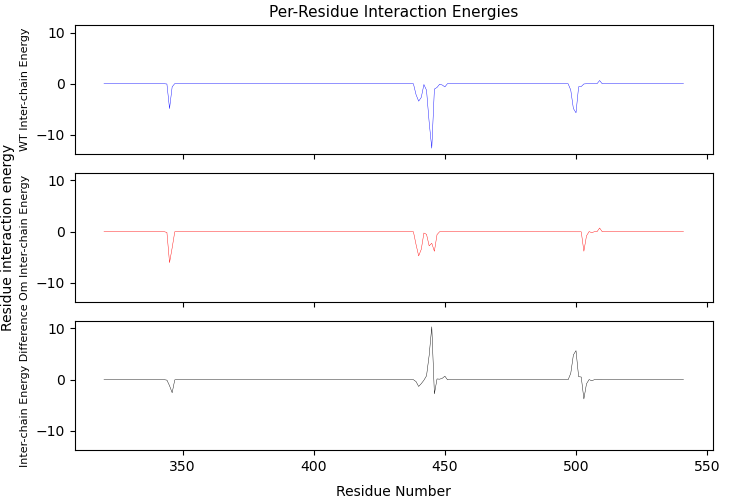 Per-Residue Interaction Energies
Residue interaction energy
WT Inter-chain Energy
10
0
−10
Om Inter-chain Energy
10
0
−10
Inter-chain Energy Difference
10
0
−10
350
400
450
500
550
Residue Number